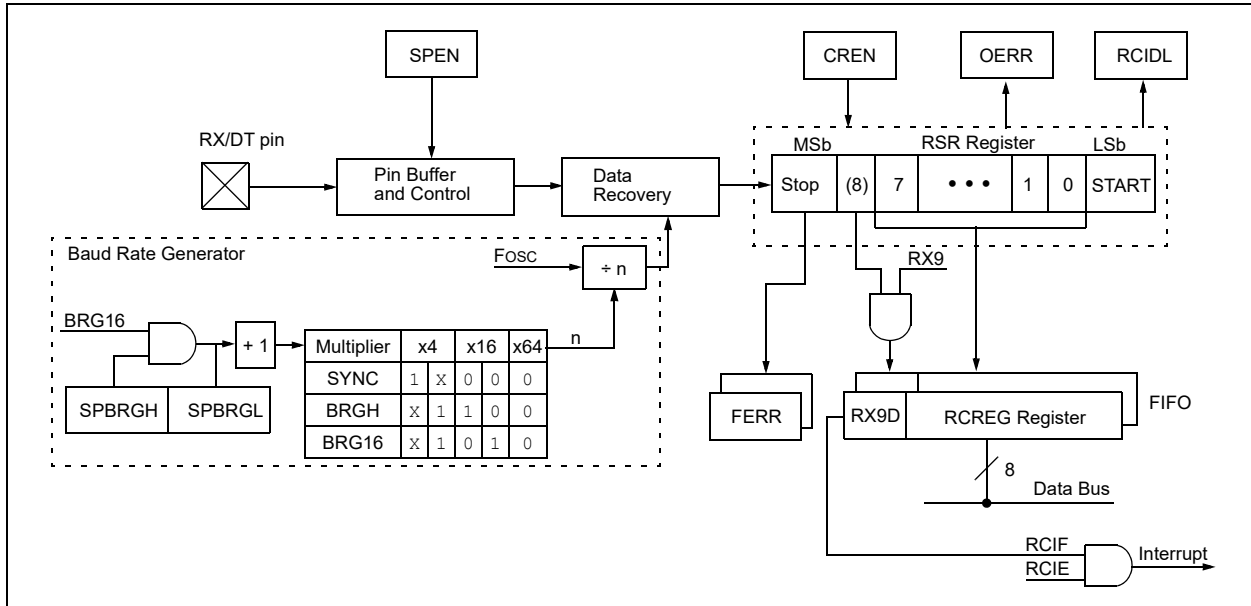 SPEN
CREN
OERR
RCIDL
RX/DT pin
Pin Buffer
and Control
Data
Recovery
MSb
RSR Register
LSb
Stop (8) 7 • • • 1 0 START
Baud Rate Generator
FOSC
÷ n
RX9
BRG16
+ 1
n
Multiplier x4 x16 x64
SYNC 1 X 0 0 0
BRGH X 1 1 0 0
BRG16 X 1 0 1 0
SPBRGH SPBRGL
FERR
RX9D
RCREG Register
FIFO
8
Data Bus
RCIF
RCIE
Interrupt